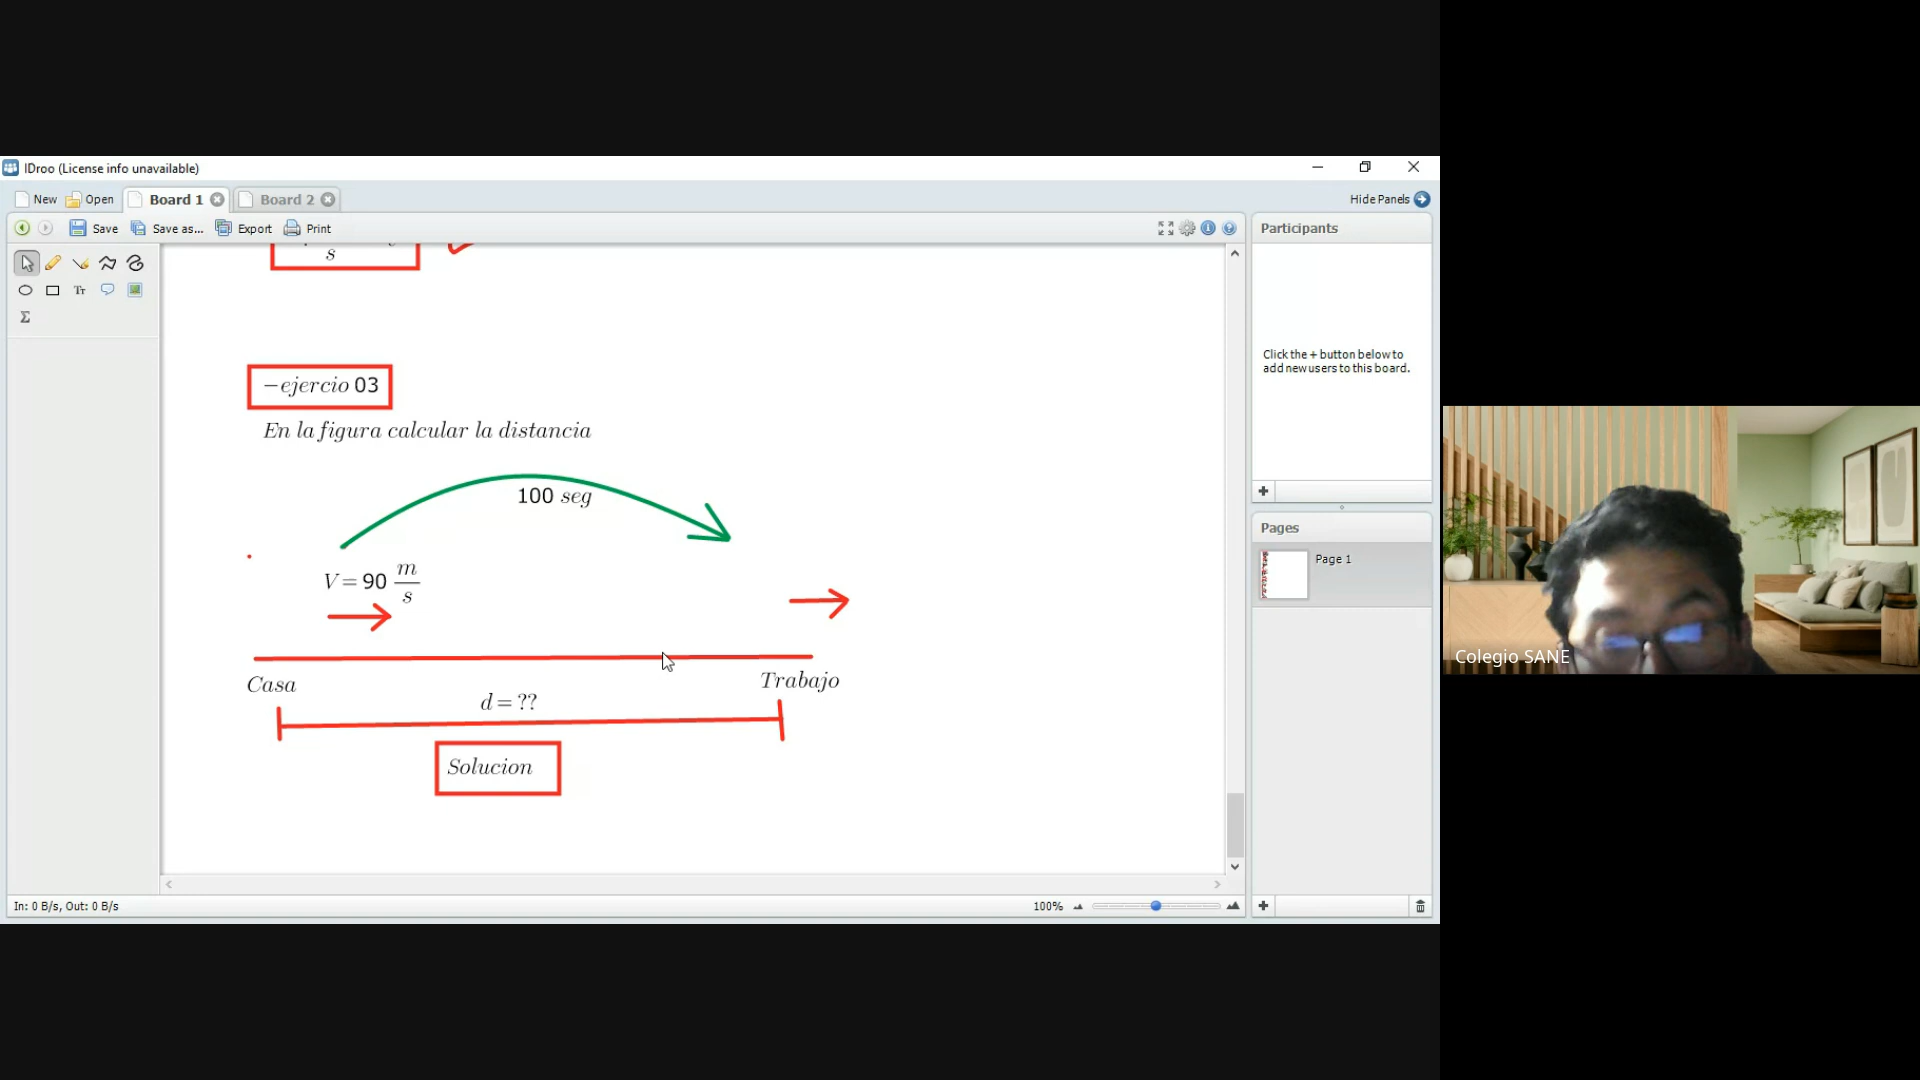 IDroo (License info unavailable)
New Open Board 1 Board 2 Hide Panels
Save Save as... Export Print
Participants
s
Click the + button below to
add new users to this board.
-ejercio 03
En la figura calcular la distancia
100 seg
V = 90 m/s
Casa
Trabajo
d = ??
Solucion
Pages
Page 1
Tr
Σ
Colegio SANE
In: 0 B/s, Out: 0 B/s
100%